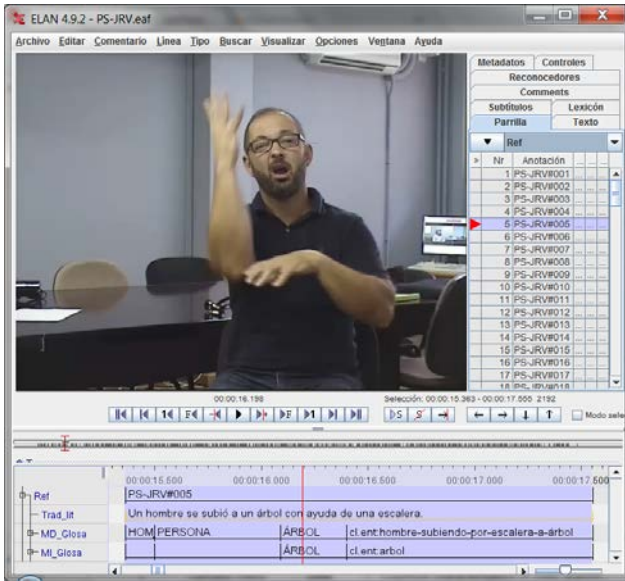 ELAN 4.9.2 - PS-JRV.eaf
Archivo Editar Comentario Línea Tipo Buscar Visualizar Opciones Ventana Ayuda
Metadatos Controles
Reconocedores
Comments
Subtítulos Lexicón
Parrilla Texto
Ref
> Nr Anotación
1 PS-JRV#001
2 PS-JRV#002
3 PS-JRV#003
4 PS-JRV#004
5 PS-JRV#005
6 PS-JRV#006
7 PS-JRV#007
8 PS-JRV#008
9 PS-JRV#009
10 PS-JRV#010
11 PS-JRV#011
12 PS-JRV#012
13 PS-JRV#013
14 PS-JRV#014
15 PS-JRV#015
16 PS-JRV#016
17 PS-JRV#017
18 PS-JRV#018
00:00:16.198 Selección: 00:00:15.363 - 00:00:17.555 2192
Modo sele
00:00:15.500 00:00:16.000 00:00:16.500 00:00:17.000 00:00:17.500
Ref PS-JRV#005
Trad_lit Un hombre se subió a un árbol con ayuda de una escalera.
MD_Glosa HOM PERSONA ÁRBOL cl.ent:hombre-subiendo-por-escalera-a-árbol
MI_Glosa ÁRBOL cl.ent:arbol